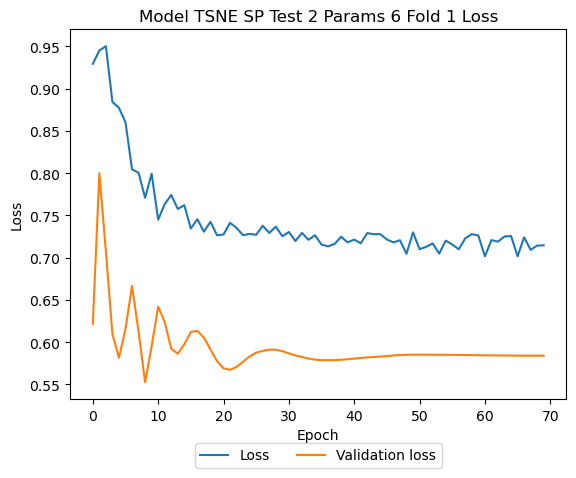 Model TSNE SP Test 2 Params 6 Fold 1 Loss
0.95
0.90
0.85
0.80
0.75
0.70
0.65
0.60
0.55
Loss
0 10 20 30 40 50 60 70
Epoch
Loss Validation loss